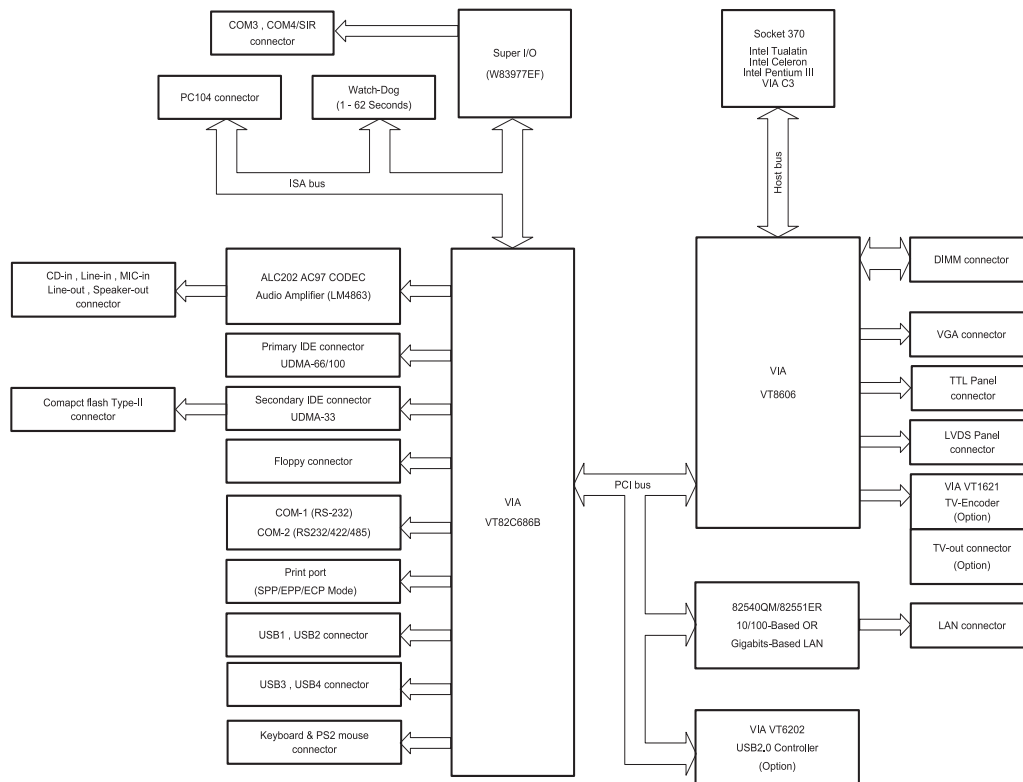 COM3 , COM4/SIR
connector
Super I/O
(W83977EF)
Socket 370
Intel Tualatin
Intel Celeron
Intel Pentium III
VIA C3
PC104 connector
Watch-Dog
(1 - 62 Seconds)
ISA bus
Host bus
CD-in , Line-in , MIC-in
Line-out , Speaker-out
connector
ALC202 AC97 CODEC
Audio Amplifier (LM4863)
Primary IDE connector
UDMA-66/100
Comapct flash Type-II
connector
Secondary IDE connector
UDMA-33
Floppy connector
COM-1 (RS-232)
COM-2 (RS232/422/485)
Print port
(SPP/EPP/ECP Mode)
USB1 , USB2 connector
USB3 , USB4 connector
Keyboard & PS2 mouse
connector
VIA
VT82C686B
PCI bus
VIA
VT8606
DIMM connector
VGA connector
TTL Panel
connector
LVDS Panel
connector
VIA VT1621
TV-Encoder
(Option)
TV-out connector
(Option)
82540QM/82551ER
10/100-Based OR
Gigabits-Based LAN
LAN connector
VIA VT6202
USB2.0 Controller
(Option)